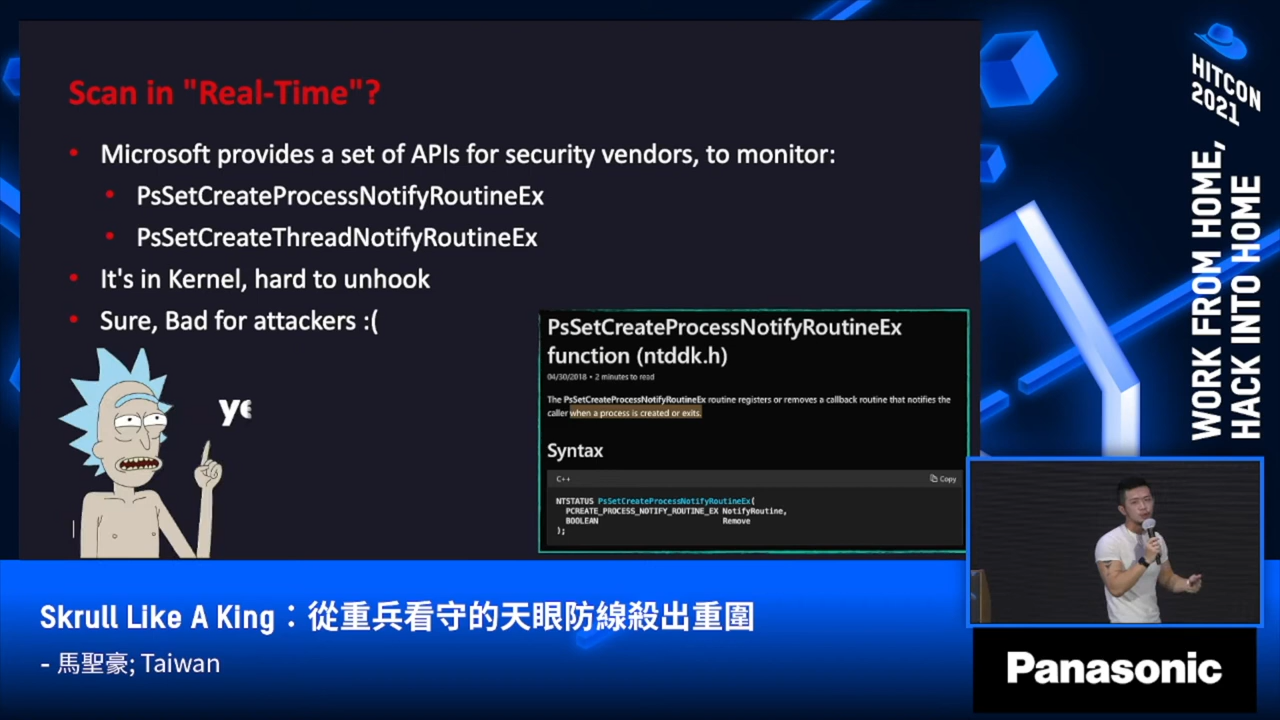 Scan in "Real-Time"?
• Microsoft provides a set of APIs for security vendors, to monitor:
• PsSetCreateProcessNotifyRoutineEx
• PsSetCreateThreadNotifyRoutineEx
• It's in Kernel, hard to unhook
• Sure, Bad for attackers :(
ye
PsSetCreateProcessNotifyRoutineEx
function (ntddk.h)
04/30/2018 • 2 minutes to read
The PsSetCreateProcessNotifyRoutineEx routine registers or removes a callback routine that notifies the
caller when a process is created or exits.
Syntax
C++
Copy
NTSTATUS PsSetCreateProcessNotifyRoutineEx(
PCREATE_PROCESS_NOTIFY_ROUTINE_EX NotifyRoutine,
BOOLEAN Remove
);
HITCON
2021
WORK FROM HOME,
HACK INTO HOME
Skrull Like A King：從重兵看守的天眼防線殺出重圍
- 馬聖豪; Taiwan
Panasonic